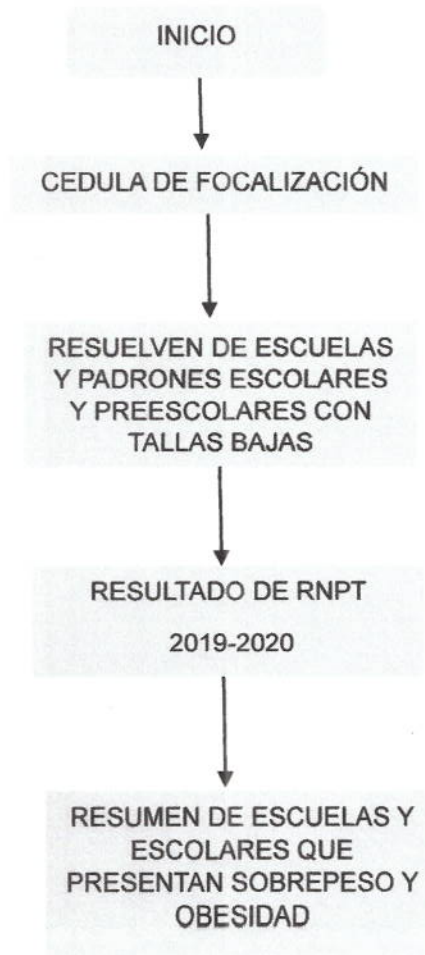 INICIO
CEDULA DE FOCALIZACIÓN
RESUELVEN DE ESCUELAS
Y PADRONES ESCOLARES
Y PREESCOLARES CON
TALLAS BAJAS
RESULTADO DE RNPT
2019-2020
RESUMEN DE ESCUELAS Y
ESCOLARES QUE
PRESENTAN SOBREPESO Y
OBESIDAD